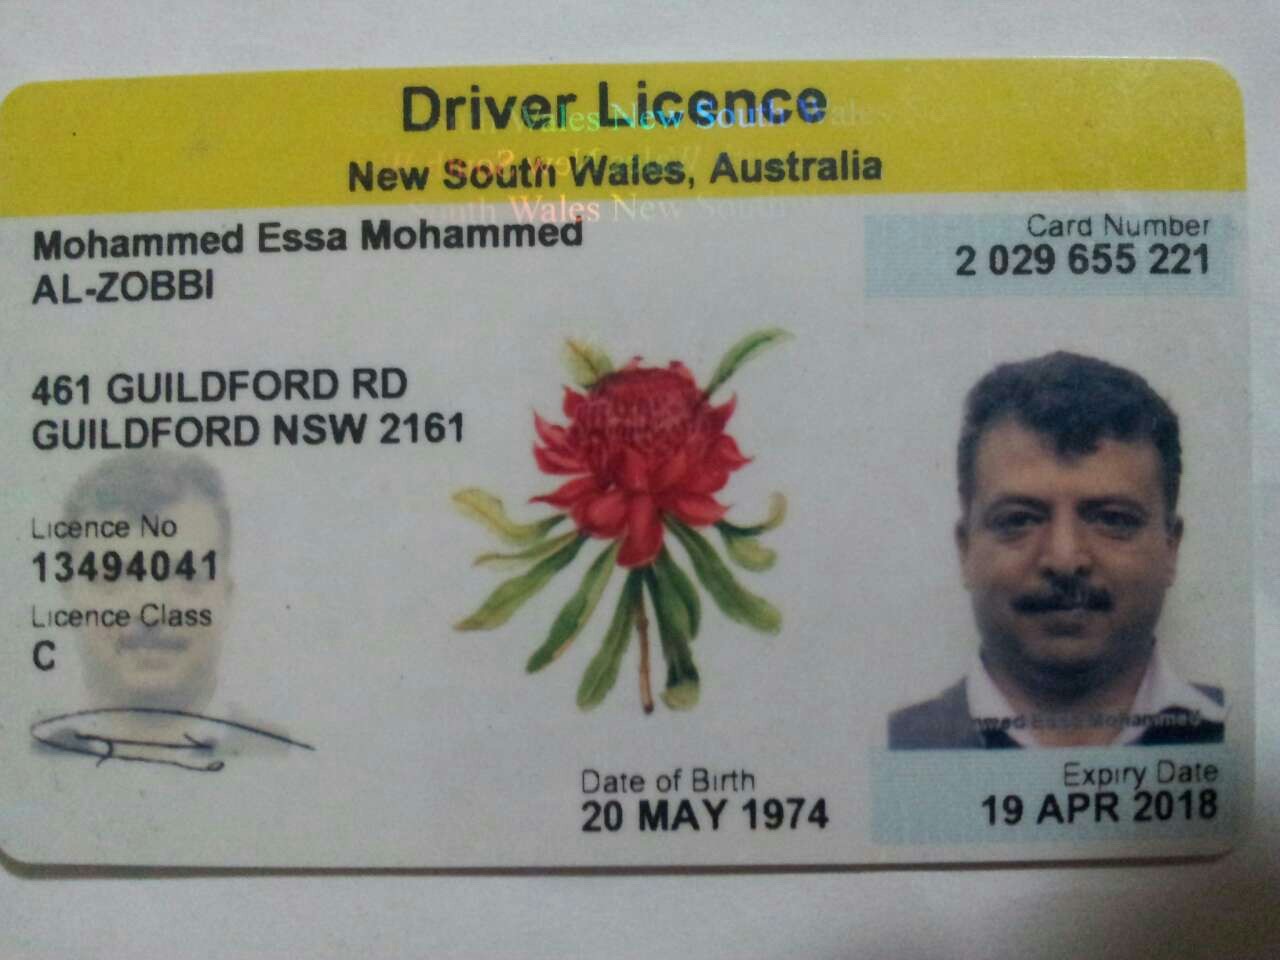 Driver Licence
New South Wales, Australia
Mohammed Essa Mohammed
AL-ZOBBI
Card Number
2 029 655 221
461 GUILDFORD RD
GUILDFORD NSW 2161
Licence No
13494041
Licence Class
C
Date of Birth
20 MAY 1974
Expiry Date
19 APR 2018